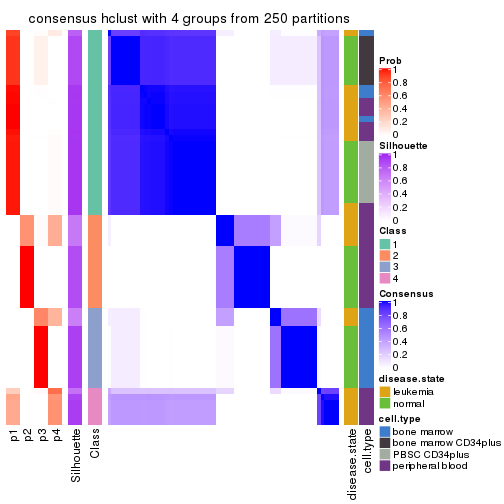 consensus hclust with 4 groups from 250 partitions
Prob
1
0.8
0.6
0.4
0.2
0
Silhouette
1
0.8
0.6
0.4
0.2
0
Class
1
2
3
4
Consensus
1
0.8
0.6
0.4
0.2
0
disease.state
leukemia
normal
cell.type
bone marrow
bone marrow CD34plus
PBSC CD34plus
peripheral blood
p1
p2
p3
p4
Silhouette
Class
disease.state
cell.type